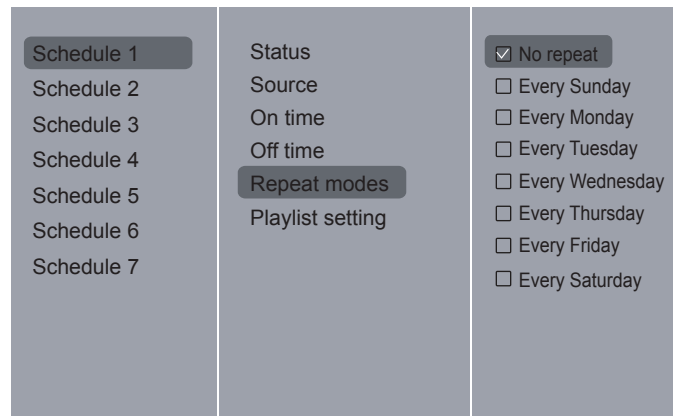 Schedule 1
Schedule 2
Schedule 3
Schedule 4
Schedule 5
Schedule 6
Schedule 7
Status
Source
On time
Off time
Repeat modes
Playlist setting
No repeat
Every Sunday
Every Monday
Every Tuesday
Every Wednesday
Every Thursday
Every Friday
Every Saturday